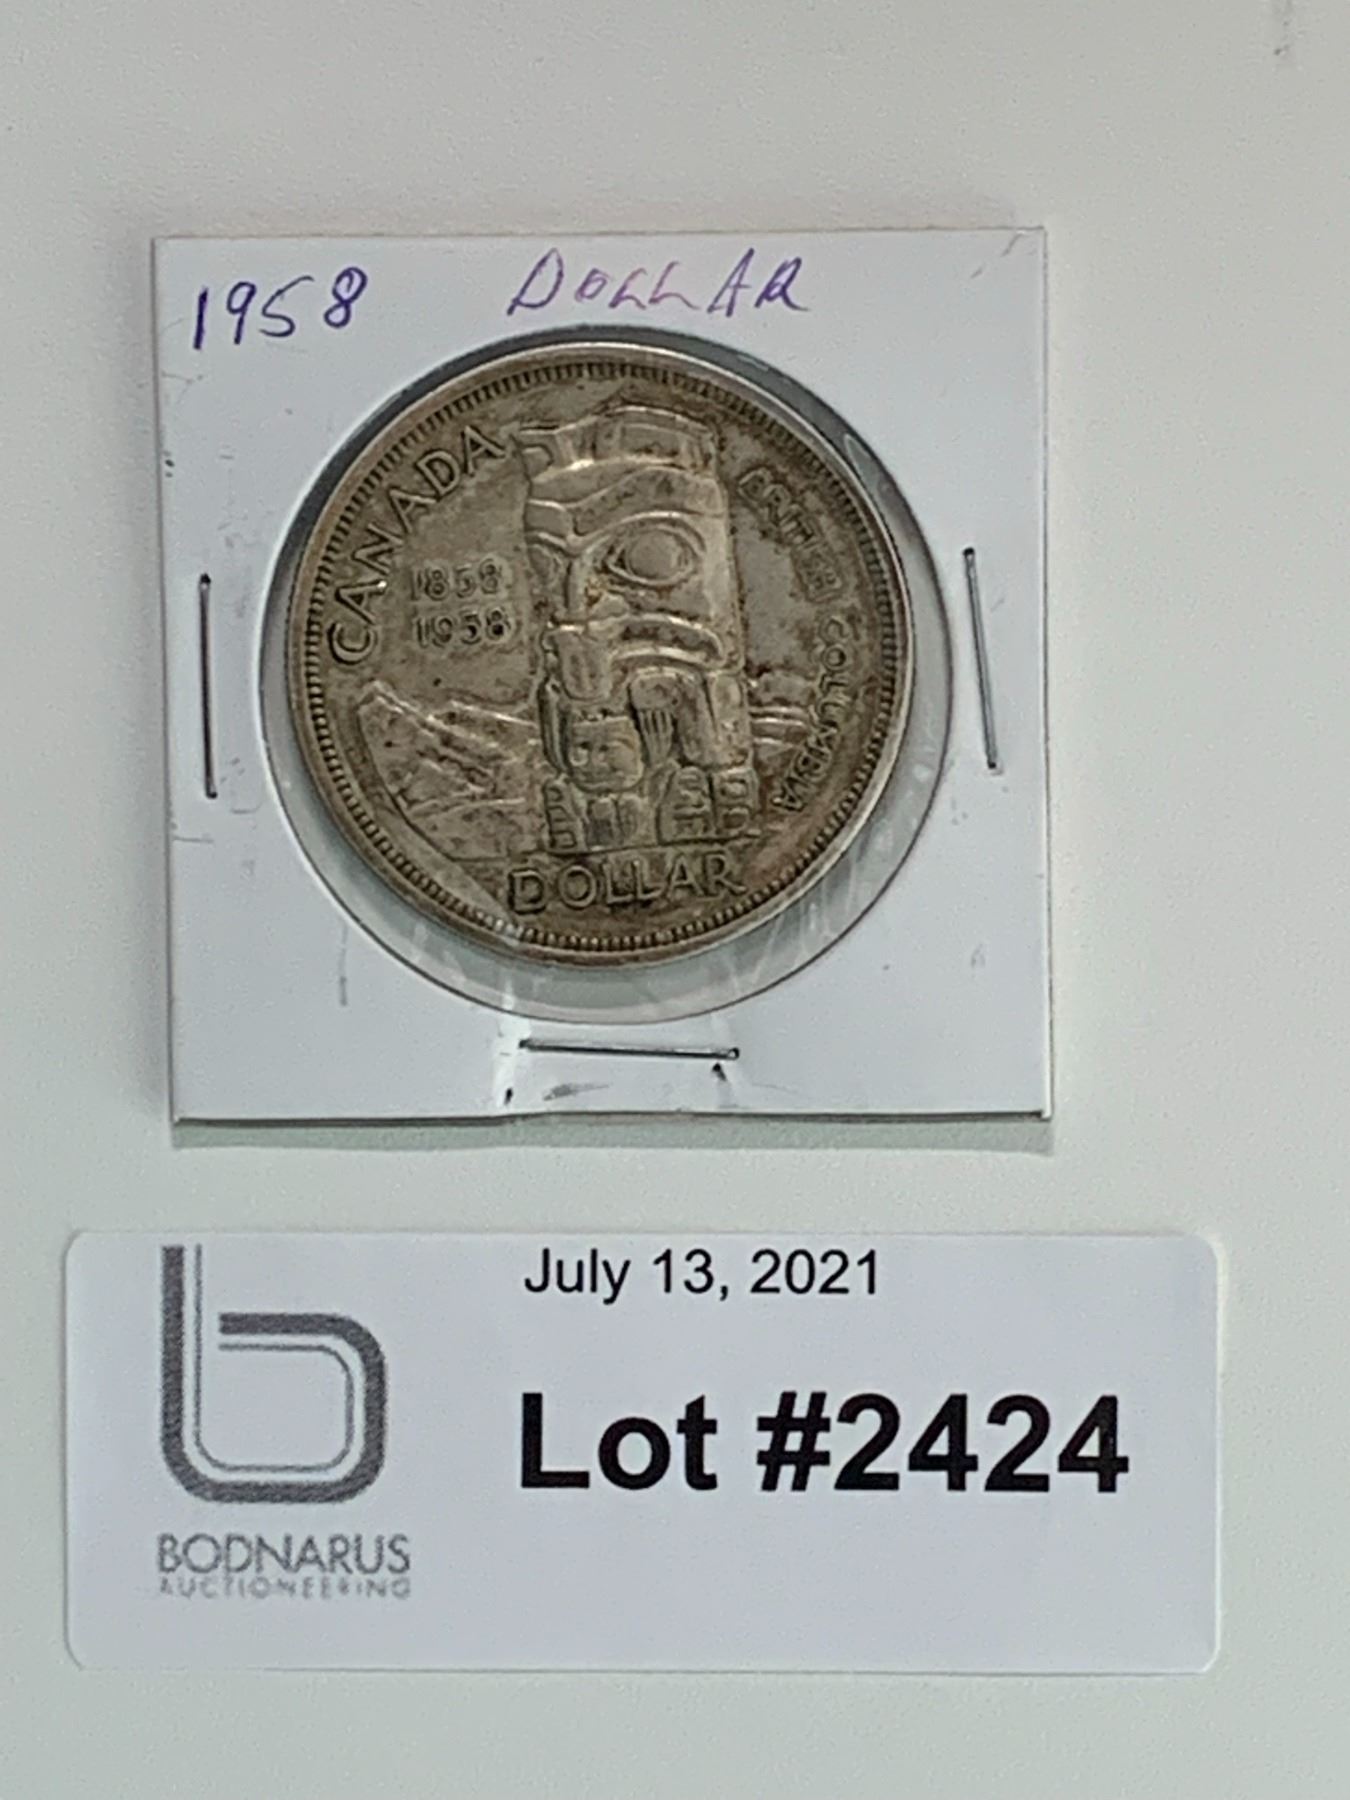 1958 DOLLAR
CANADA
BRITISH COLUMBIA
1858
1958
DOLLAR
July 13, 2021
Lot #2424
BODNARUS
AUCTIONEERING